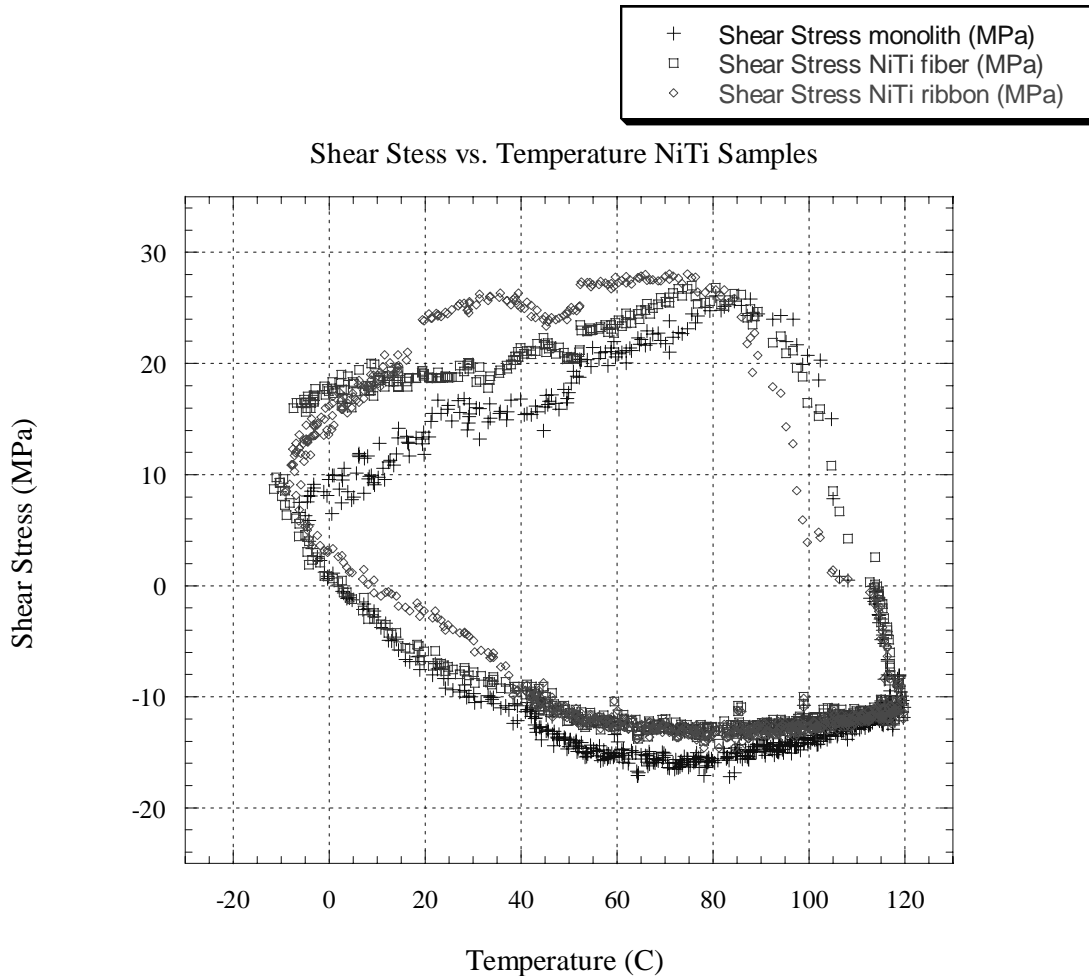 Shear Stress monolith (MPa)
Shear Stress NiTi fiber (MPa)
Shear Stress NiTi ribbon (MPa)
Shear Stess vs. Temperature NiTi Samples
30
20
10
0
-10
-20
Shear Stress (MPa)
-20 0 20 40 60 80 100 120
Temperature (C)